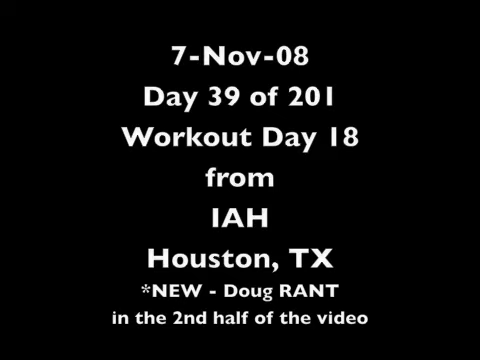 7-Nov-08
Day 39 of 201
Workout Day 18
from
IAH
Houston, TX
*NEW - Doug RANT
in the 2nd half of the video